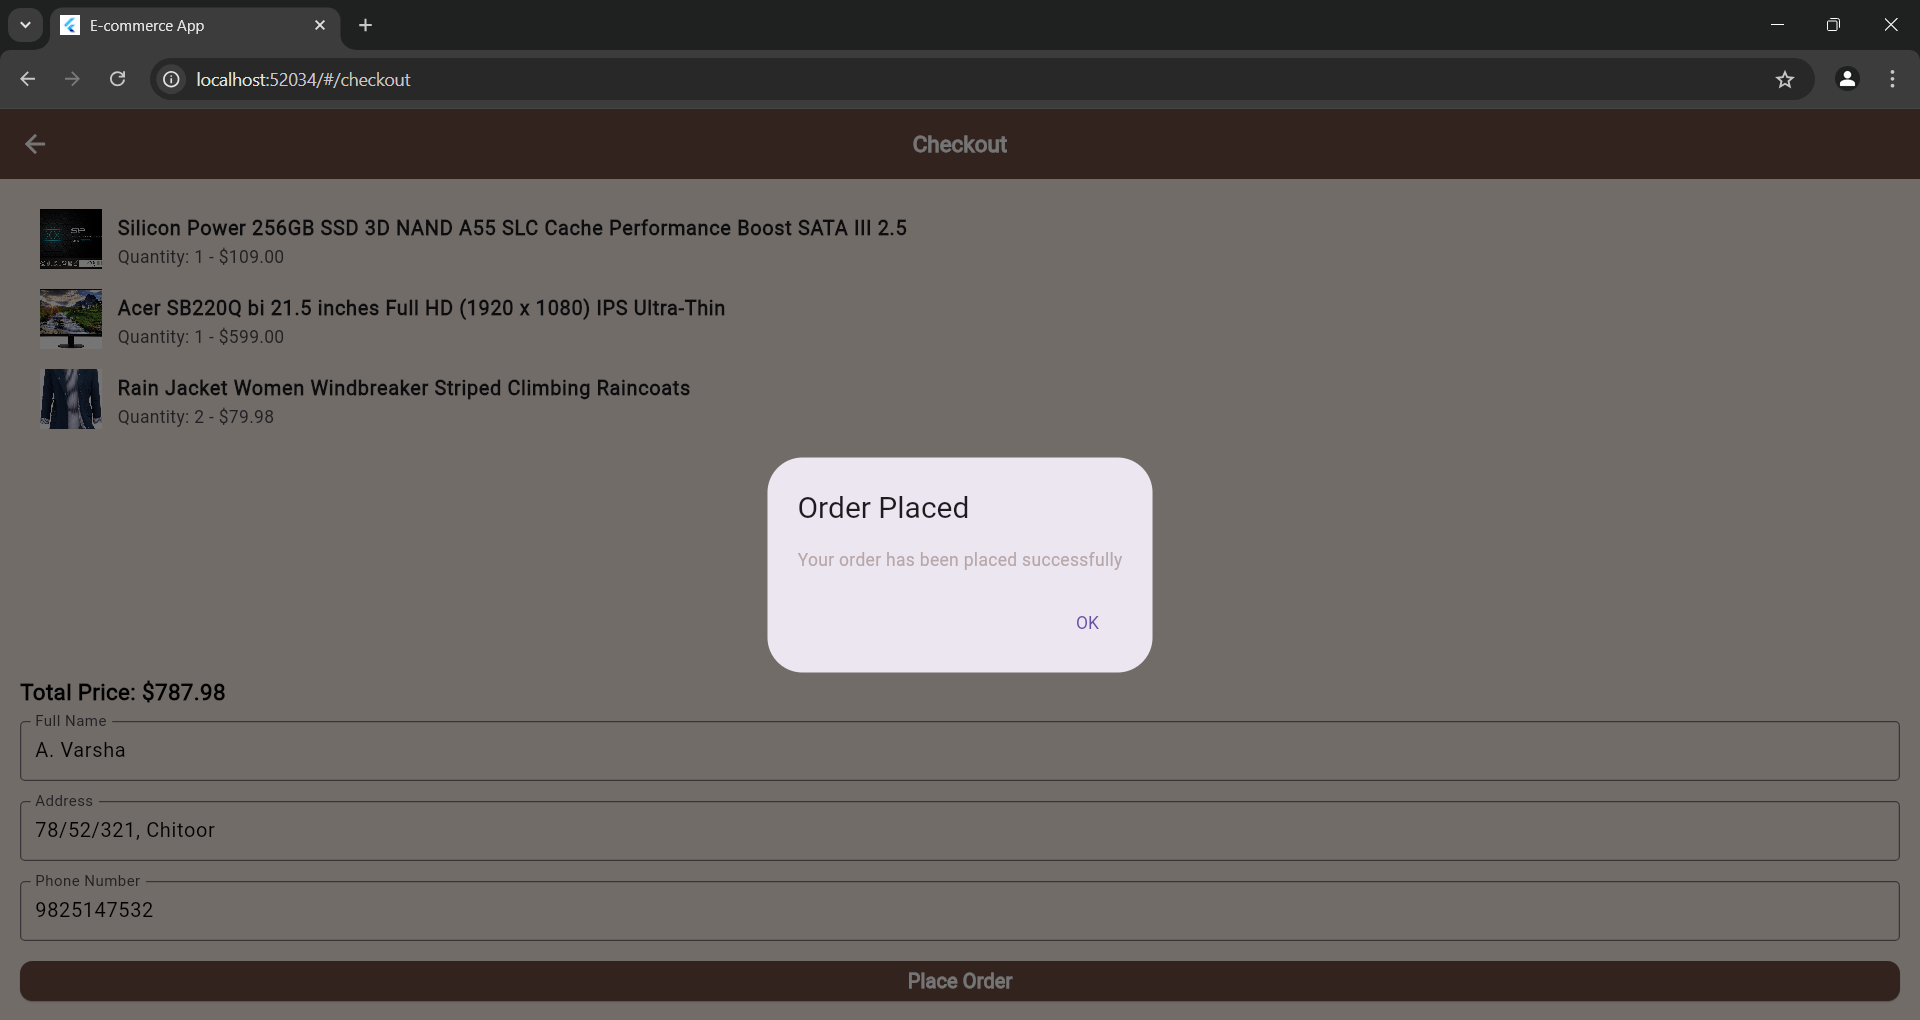 E-commerce App
localhost:52034/#/checkout
Checkout
Silicon Power 256GB SSD 3D NAND A55 SLC Cache Performance Boost SATA III 2.5
Quantity: 1 - $109.00
Acer SB220Q bi 21.5 inches Full HD (1920 x 1080) IPS Ultra-Thin
Quantity: 1 - $599.00
Rain Jacket Women Windbreaker Striped Climbing Raincoats
Quantity: 2 - $79.98
Order Placed
Your order has been placed successfully
OK
Total Price: $787.98
Full Name
A. Varsha
Address
78/52/321, Chitoor
Phone Number
9825147532
Place Order